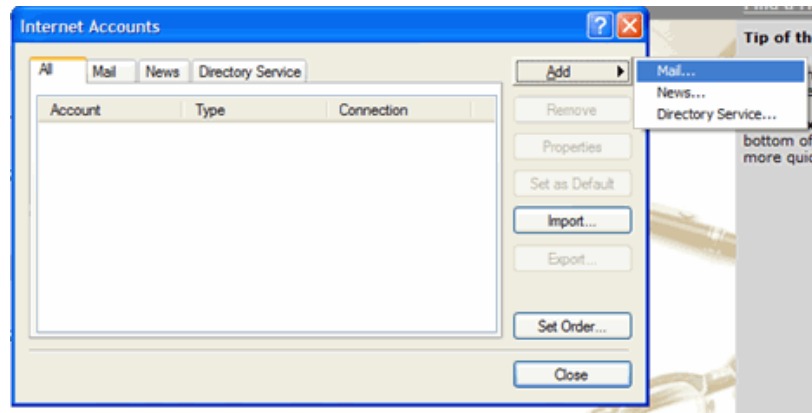 Internet Accounts
Tip of th
All Mail News Directory Service
Account Type Connection
Add
Remove
Properties
Set as Default
Import...
Export...
Set Order...
Close
Mail...
News...
Directory Service...
bottom of
more quic